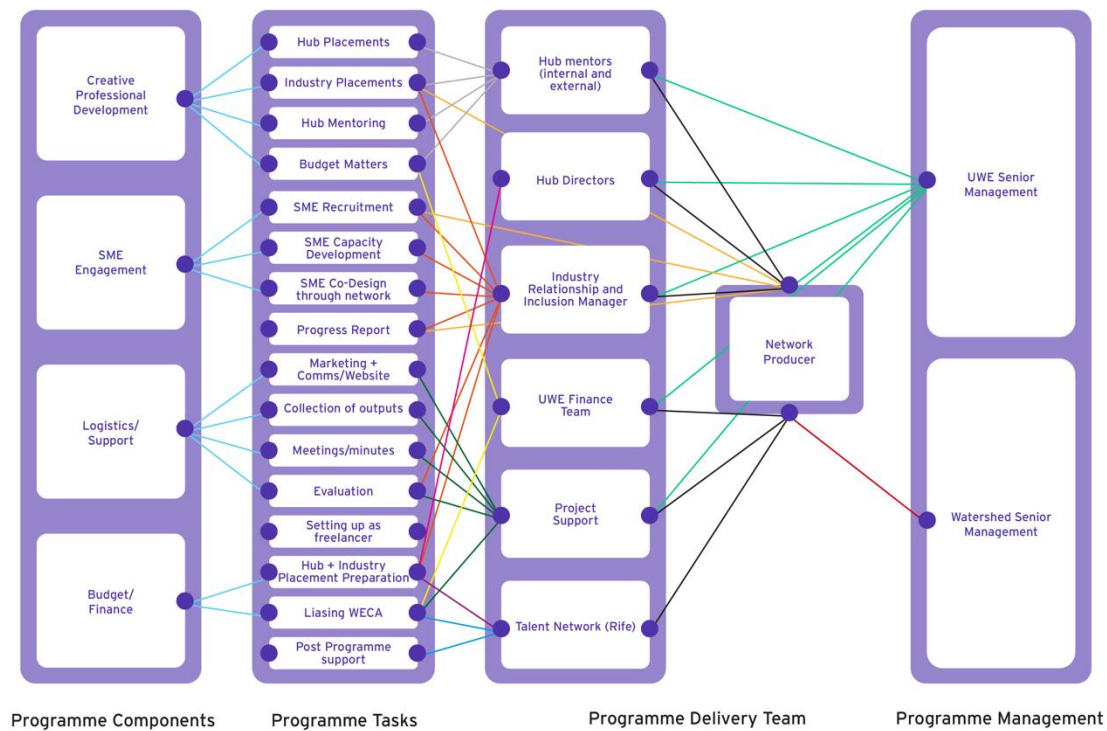 Creative
Professional
Development
SME
Engagement
Logistics/
Support
Budget/
Finance
Hub Placements
Industry Placements
Hub Mentoring
Budget Matters
SME Recruitment
SME Capacity
Development
SME Co-Design
through network
Progress Report
Marketing +
Comms/Website
Collection of outputs
Meetings/minutes
Evaluation
Setting up as
freelancer
Hub + Industry
Placement Preparation
Liasing WECA
Post Programme
support
Hub mentors
(internal and
external)
Hub Directors
Industry
Relationship and
Inclusion Manager
UWE Finance
Team
Project
Support
Talent Network (Rife)
Network
Producer
UWE Senior
Management
Watershed Senior
Management
Programme Components
Programme Tasks
Programme Delivery Team
Programme Management